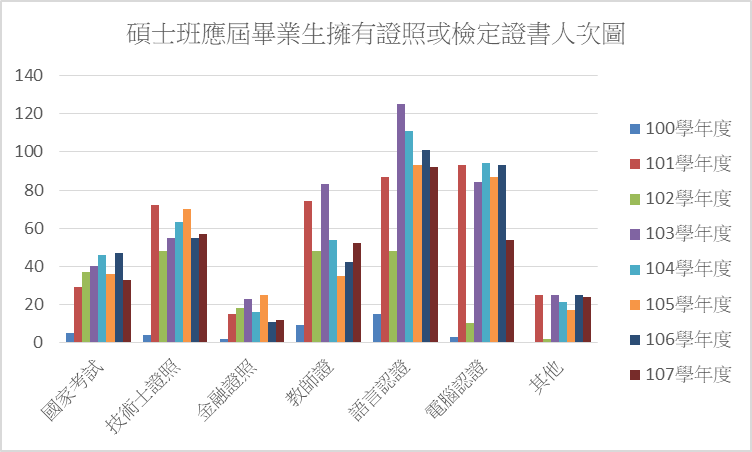 碩士班應屆畢業生擁有證照或檢定證書人次圖
140
120
100
80
60
40
20
0
國家考試
技術士證照
金融證照
教師證
語言認證
電腦認證
其他
100學年度
101學年度
102學年度
103學年度
104學年度
105學年度
106學年度
107學年度